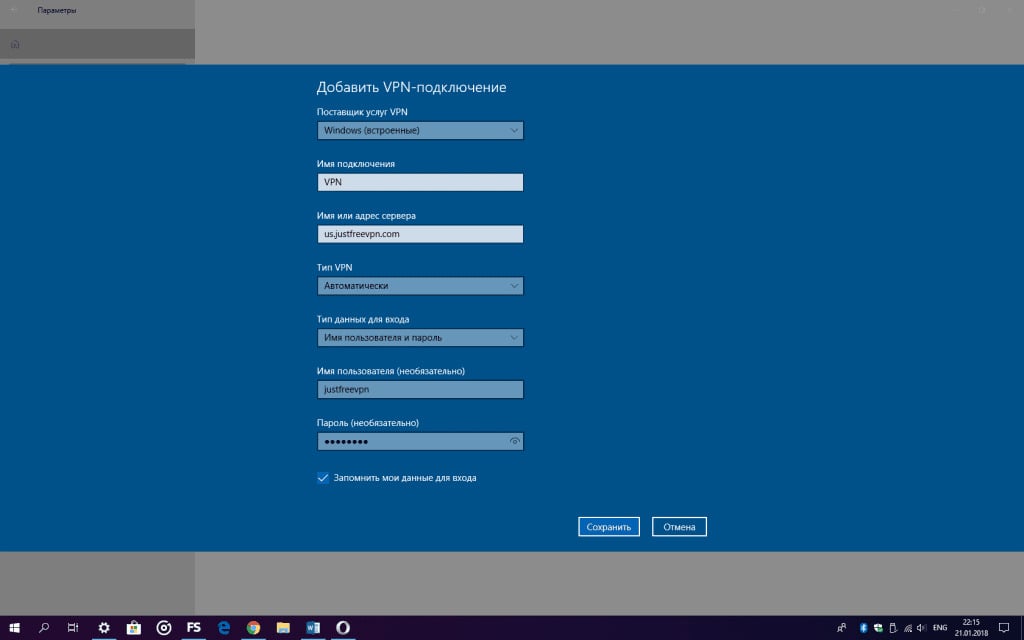 Параметры
Добавить VPN-подключение
Поставщик услуг VPN
Windows (встроенные)
Имя подключения
VPN
Имя или адрес сервера
us.justfreevpn.com
Тип VPN
Автоматически
Тип данных для входа
Имя пользователя и пароль
Имя пользователя (необязательно)
justfreevpn
Пароль (необязательно)
••••••••
Запомнить мои данные для входа
Сохранить
Отмена
FS
ENG
22:15
21.01.2018